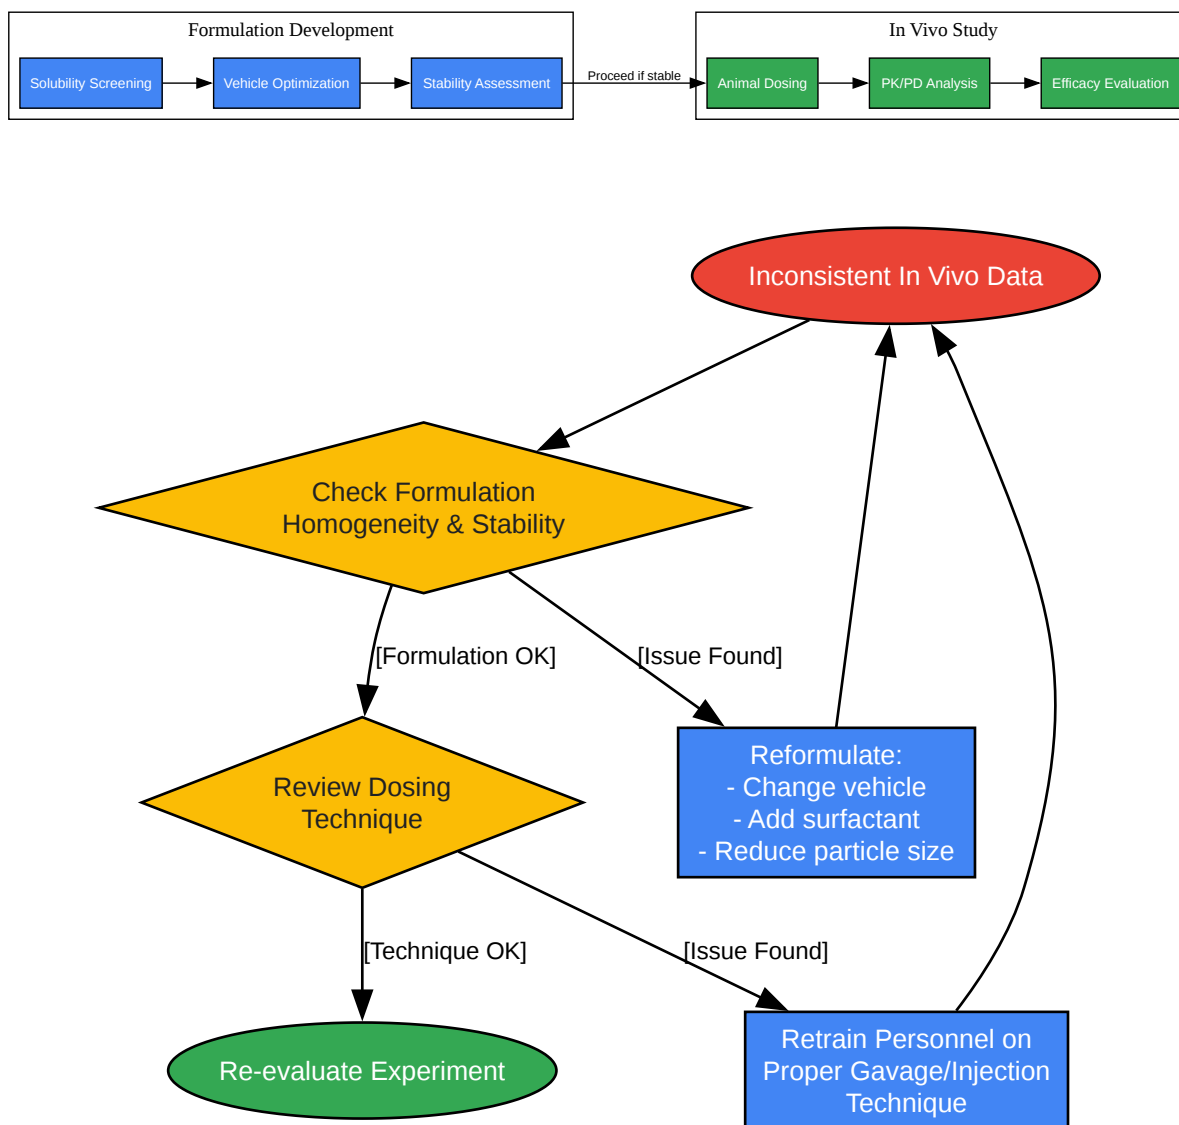 Formulation Development
In Vivo Study
Solubility Screening
Vehicle Optimization
Stability Assessment
Proceed if stable
Animal Dosing
PK/PD Analysis
Efficacy Evaluation
Inconsistent In Vivo Data
Check Formulation
Homogeneity & Stability
[Formulation OK]
[Issue Found]
Review Dosing
Technique
Reformulate:
- Change vehicle
- Add surfactant
- Reduce particle size
[Technique OK]
[Issue Found]
Re-evaluate Experiment
Retrain Personnel on
Proper Gavage/Injection
Technique